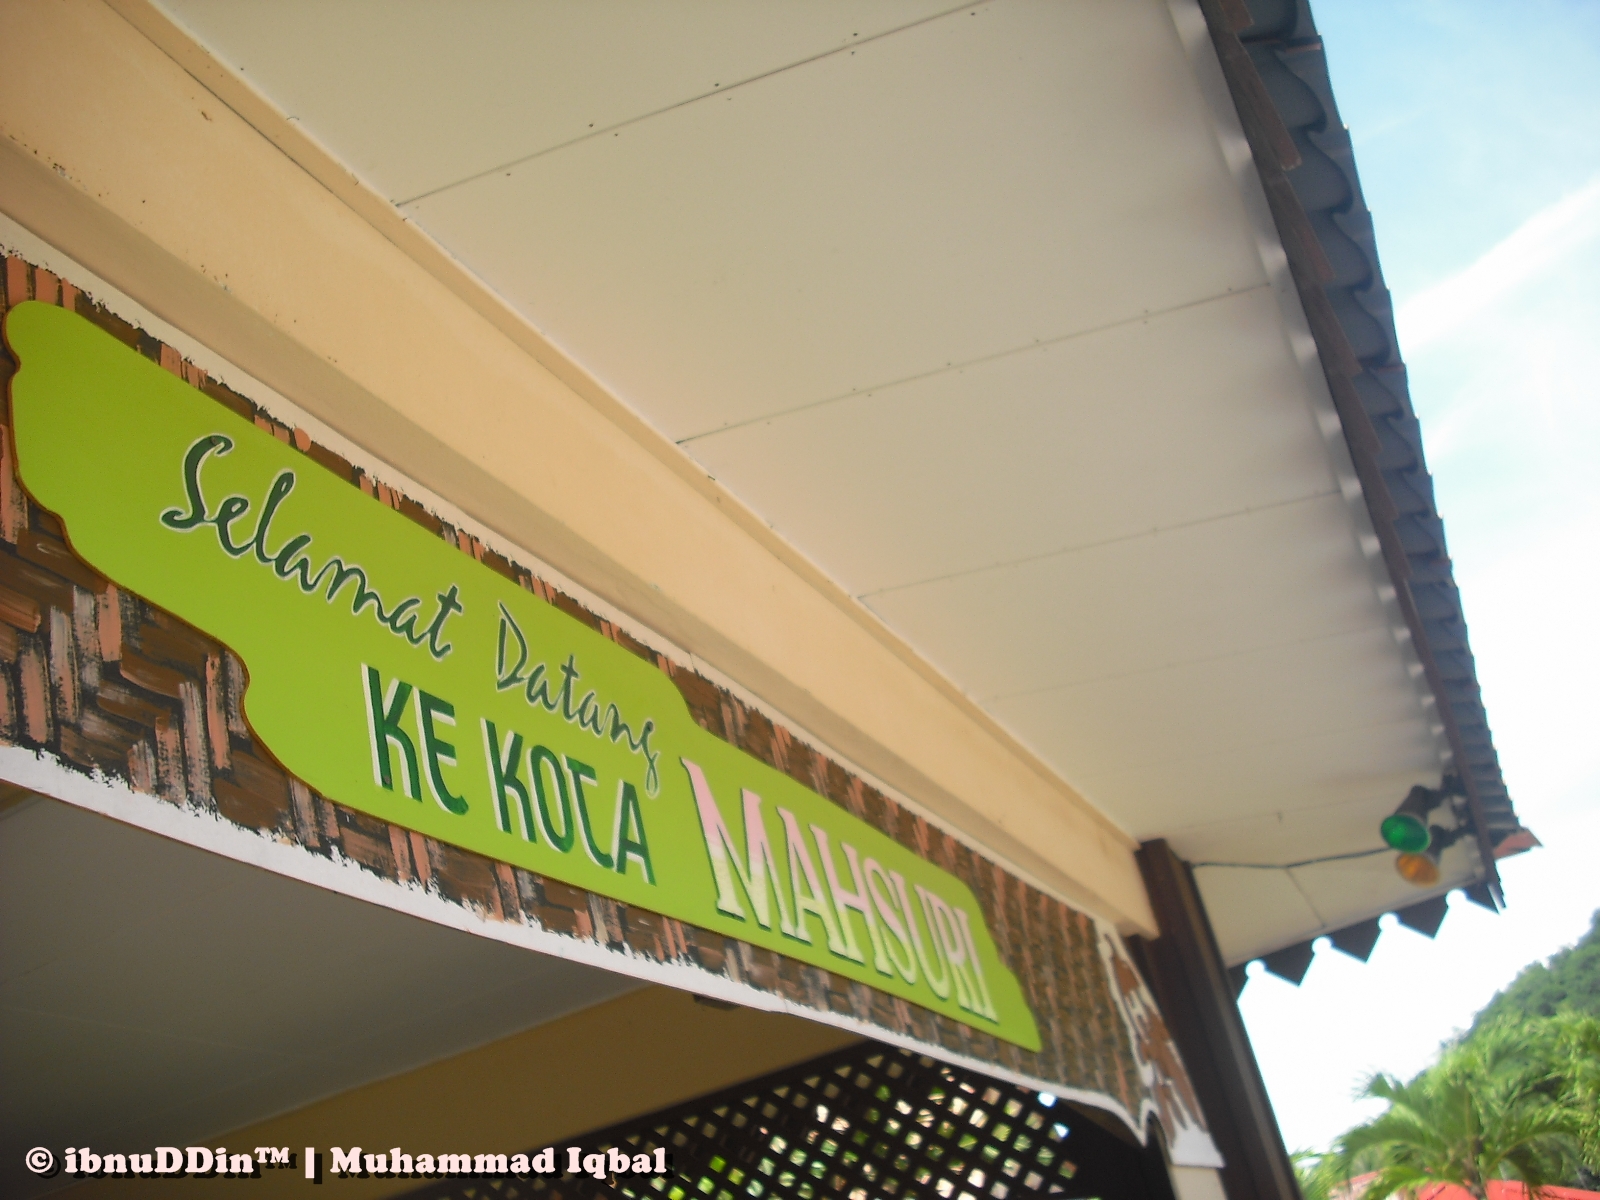 Selamat Datang
KE KOTA MAHSURI
© ibnuDDin™ | Muhammad Iqbal